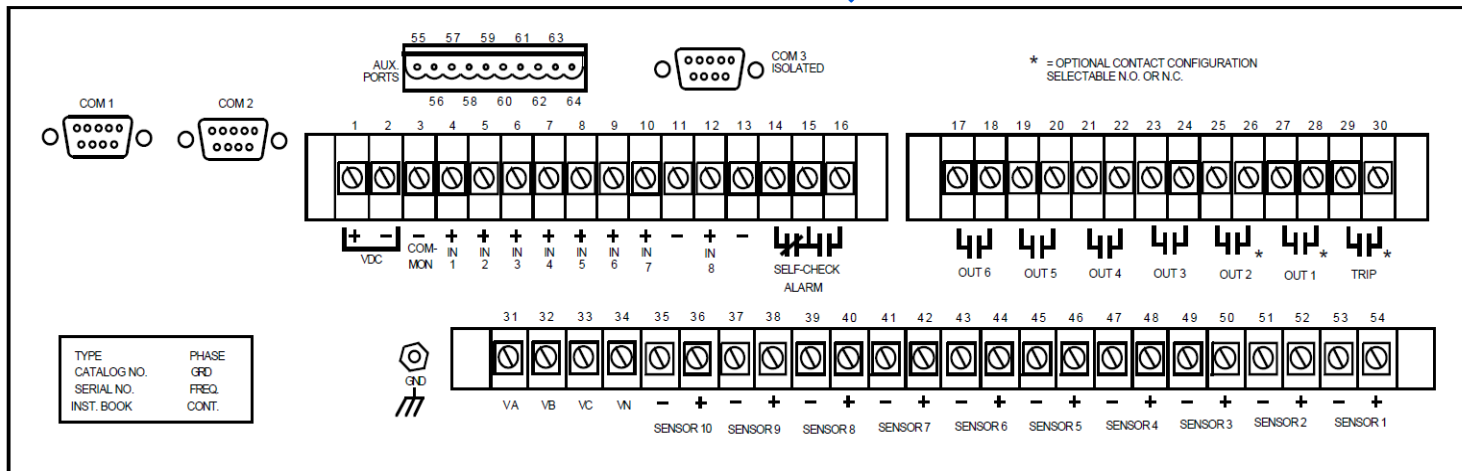 55 57 59 61 63
AUX. PORTS
56 58 60 62 64
COM 3
ISOLATED
* = OPTIONAL CONTACT CONFIGURATION
SELECTABLE N.O. OR N.C.
COM 1
COM 2
1 2 3 4 5 6 7 8 9 10 11 12 13 14 15 16
17 18 19 20 21 22 23 24 25 26 27 28 29 30
+ − − + + + + + + + − + −
VDC
COM-
MON
IN
1
IN
2
IN
3
IN
4
IN
5
IN
6
IN
7
IN
8
SELF-CHECK
ALARM
OUT 6
OUT 5
OUT 4
OUT 3
OUT 2 *
OUT 1 *
TRIP *
31 32 33 34 35 36 37 38 39 40 41 42 43 44 45 46 47 48 49 50 51 52 53 54
TYPE PHASE
CATALOG NO. GRD
SERIAL NO. FREQ.
INST. BOOK CONT.
GND
VA VB VC VN − + − + − + − + − + − + − + − + − + − +
SENSOR 10 SENSOR 9 SENSOR 8 SENSOR 7 SENSOR 6 SENSOR 5 SENSOR 4 SENSOR 3 SENSOR 2 SENSOR 1